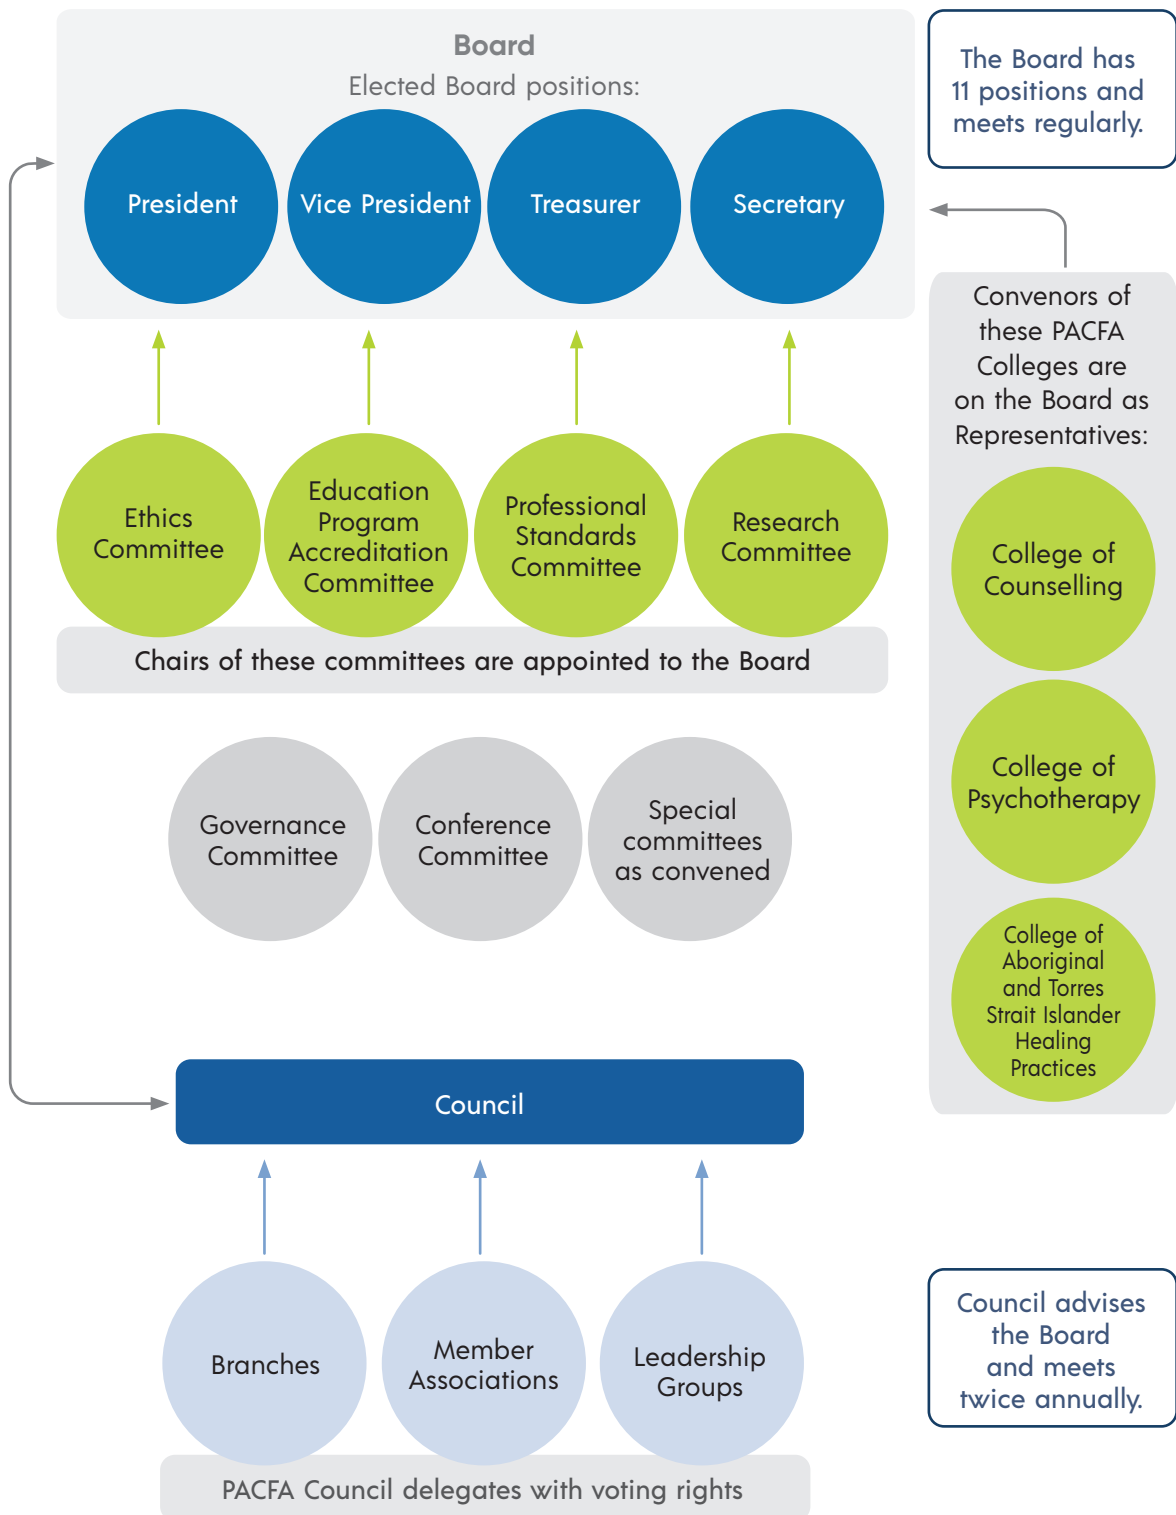 Board
Elected Board positions:
President
Vice President
Treasurer
Secretary
The Board has
11 positions and
meets regularly.
Convenors of
these PACFA
Colleges are
on the Board as
Representatives:
College of
Counselling
College of
Psychotherapy
College of
Aboriginal
and Torres
Strait Islander
Healing
Practices
Ethics
Committee
Education
Program
Accreditation
Committee
Professional
Standards
Committee
Research
Committee
Chairs of these committees are appointed to the Board
Governance
Committee
Conference
Committee
Special
committees
as convened
Council
Branches
Member
Associations
Leadership
Groups
PACFA Council delegates with voting rights
Council advises
the Board
and meets
twice annually.